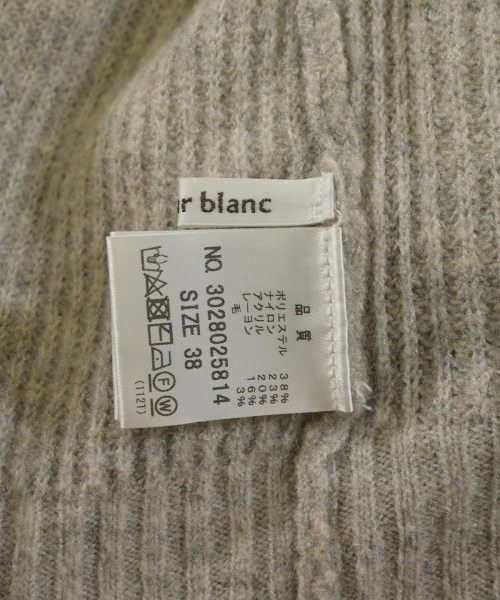 r blanc
品 質
ポリエステル 38%
ナイロン 23%
アクリル 20%
レーヨン 16%
毛 3%
NO. 3028025814
SIZE 38
(112T)